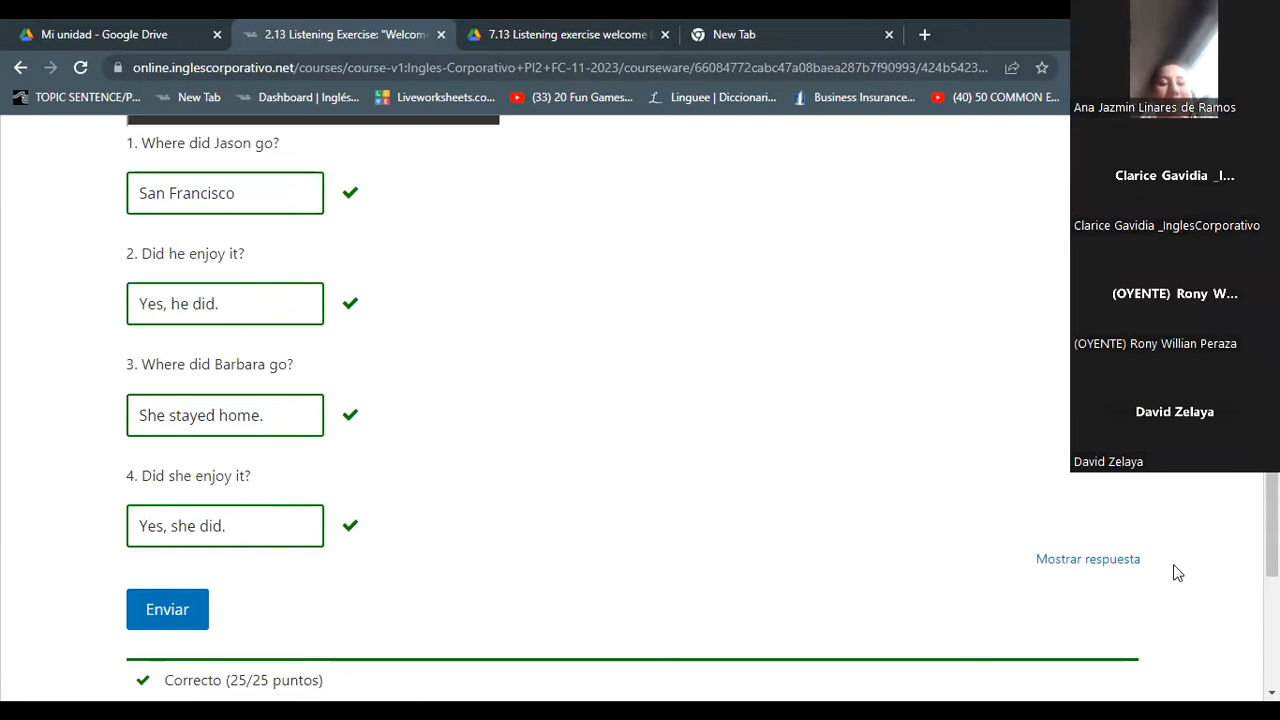 Mi unidad - Google Drive
2.13 Listening Exercise: "Welcom
7.13 Listening exercise welcome l
New Tab
online.inglescorporativo.net/courses/course-v1:Ingles-Corporativo+PI2+FC-11-2023/courseware/66084772cabc47a08baea287b7f90993/424b5423...
TOPIC SENTENCE/P...
New Tab
Dashboard | Inglés...
Liveworksheets.co...
(33) 20 Fun Games...
Linguee | Diccionari...
Business Insurance...
(40) 50 COMMON E...
Ana Jazmin Linares de Ramos
Clarice Gavidia _I...
Clarice Gavidia _InglesCorporativo
(OYENTE) Rony W...
(OYENTE) Rony Willian Peraza
David Zelaya
David Zelaya
1. Where did Jason go?
San Francisco
2. Did he enjoy it?
Yes, he did.
3. Where did Barbara go?
She stayed home.
4. Did she enjoy it?
Yes, she did.
Mostrar respuesta
Enviar
Correcto (25/25 puntos)